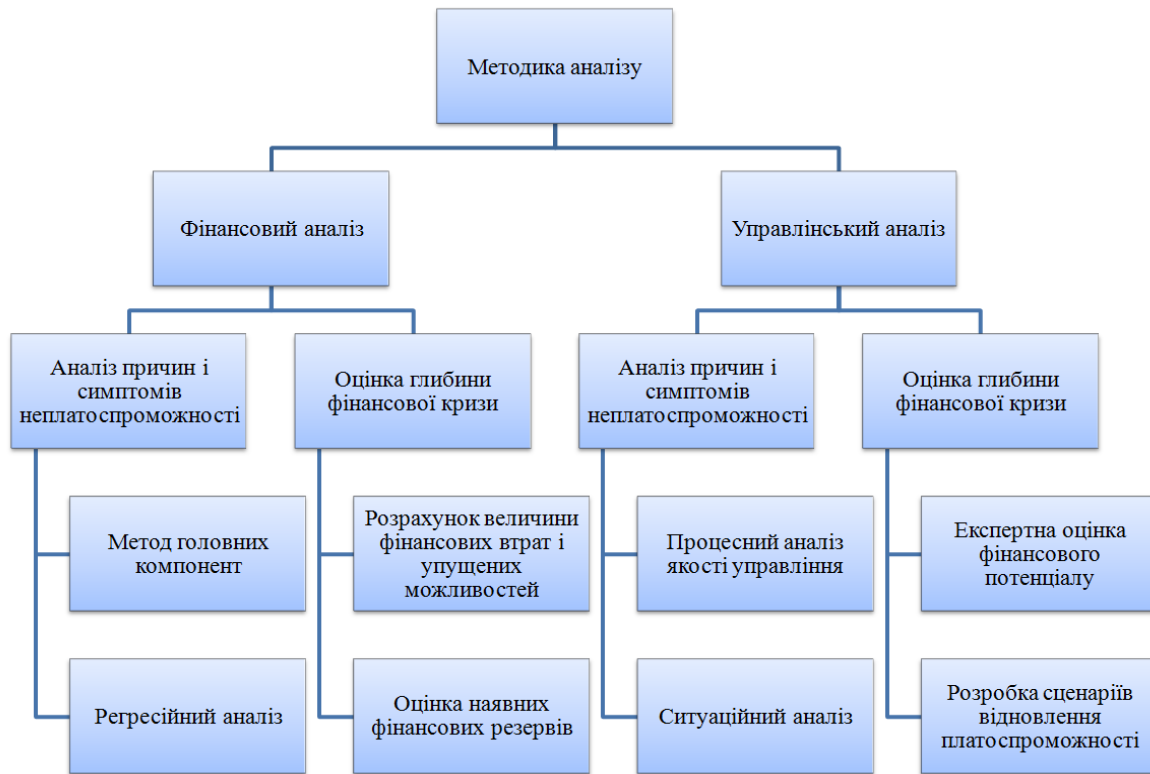 Методика аналізу
Фінансовий аналіз
Управлінський аналіз
Аналіз причин і
симптомів
неплатоспроможності
Оцінка глибини
фінансової кризи
Аналіз причин і
симптомів
неплатоспроможності
Оцінка глибини
фінансової кризи
Метод головних
компонент
Розрахунок величини
фінансових втрат і
упущених
можливостей
Процесний аналіз
якості управління
Експертна оцінка
фінансового
потенціалу
Регресійний аналіз
Оцінка наявних
фінансових резервів
Ситуаційний аналіз
Розробка сценаріїв
відновлення
платоспроможності